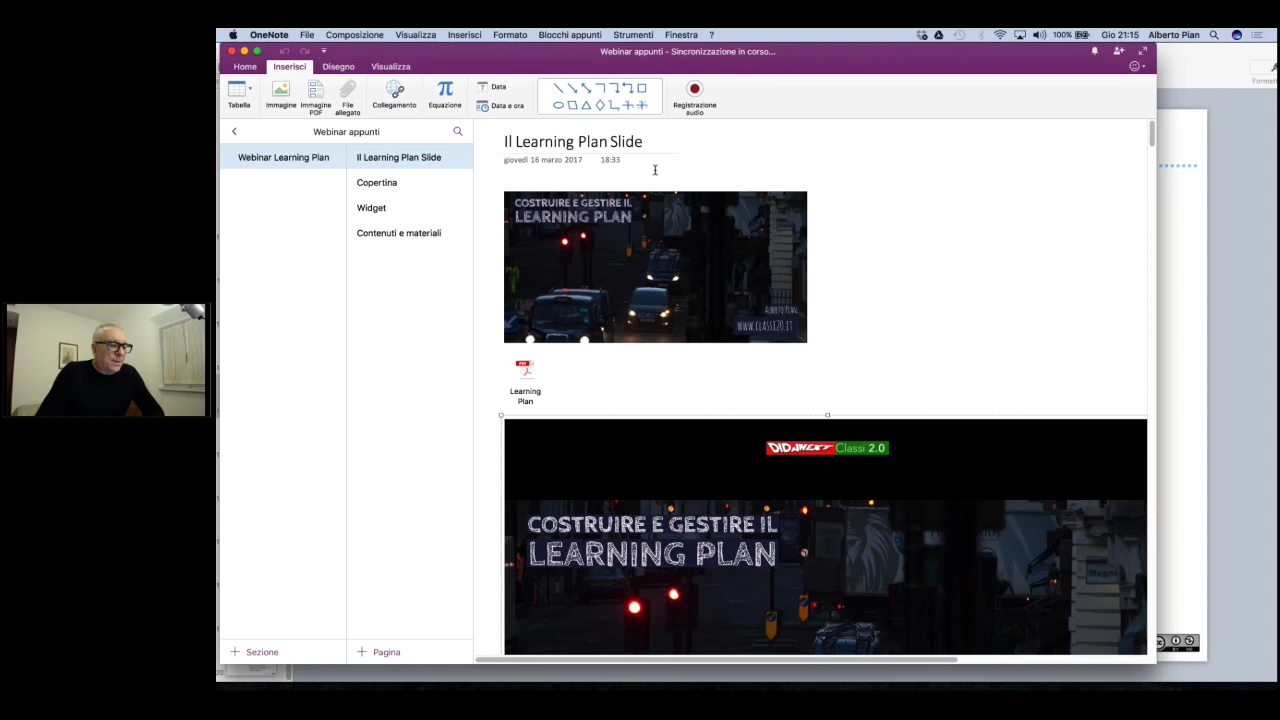 OneNote File Composizione Visualizza Inserisci Formato Blocchi appunti Strumenti Finestra ? 100% Gio 21:15 Alberto Pian
Webinar appunti - Sincronizzazione in corso...
Home Inserisci Disegno Visualizza
Tabella
Immagine
Immagine PDF
File allegato
Collegamento
Equazione
Data
Data e ora
Registrazione audio
Webinar appunti
Webinar Learning Plan
Il Learning Plan Slide
Copertina
Widget
Contenuti e materiali
Sezione
Pagina
Il Learning Plan Slide
giovedì 16 marzo 2017 18:33
COSTRUIRE E GESTIRE IL
LEARNING PLAN
ALBERTO PIAN
WWW.CLASSI20.IT
PDF
Learning
Plan
DIDANEXT Classi 2.0
COSTRUIRE E GESTIRE IL
LEARNING PLAN